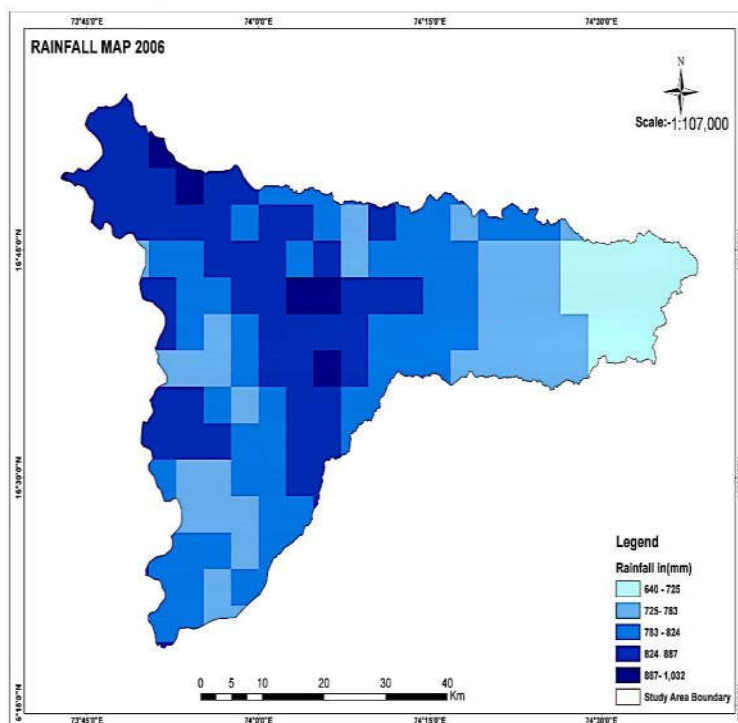 73°45'0"E 74°0'0"E 74°15'0"E 74°30'0"E
RAINFALL MAP 2006
N
Scale:-1:107,000
16°45'0"N
16°30'0"N
6°15'0"N
Legend
Rainfall in(mm)
640 - 725
725- 783
783 - 824
824- 887
887- 1,032
Study Area Boundary
0 5 10 20 30 40
Km
73°45'0"E 74°0'0"E 74°15'0"E 74°30'0"E